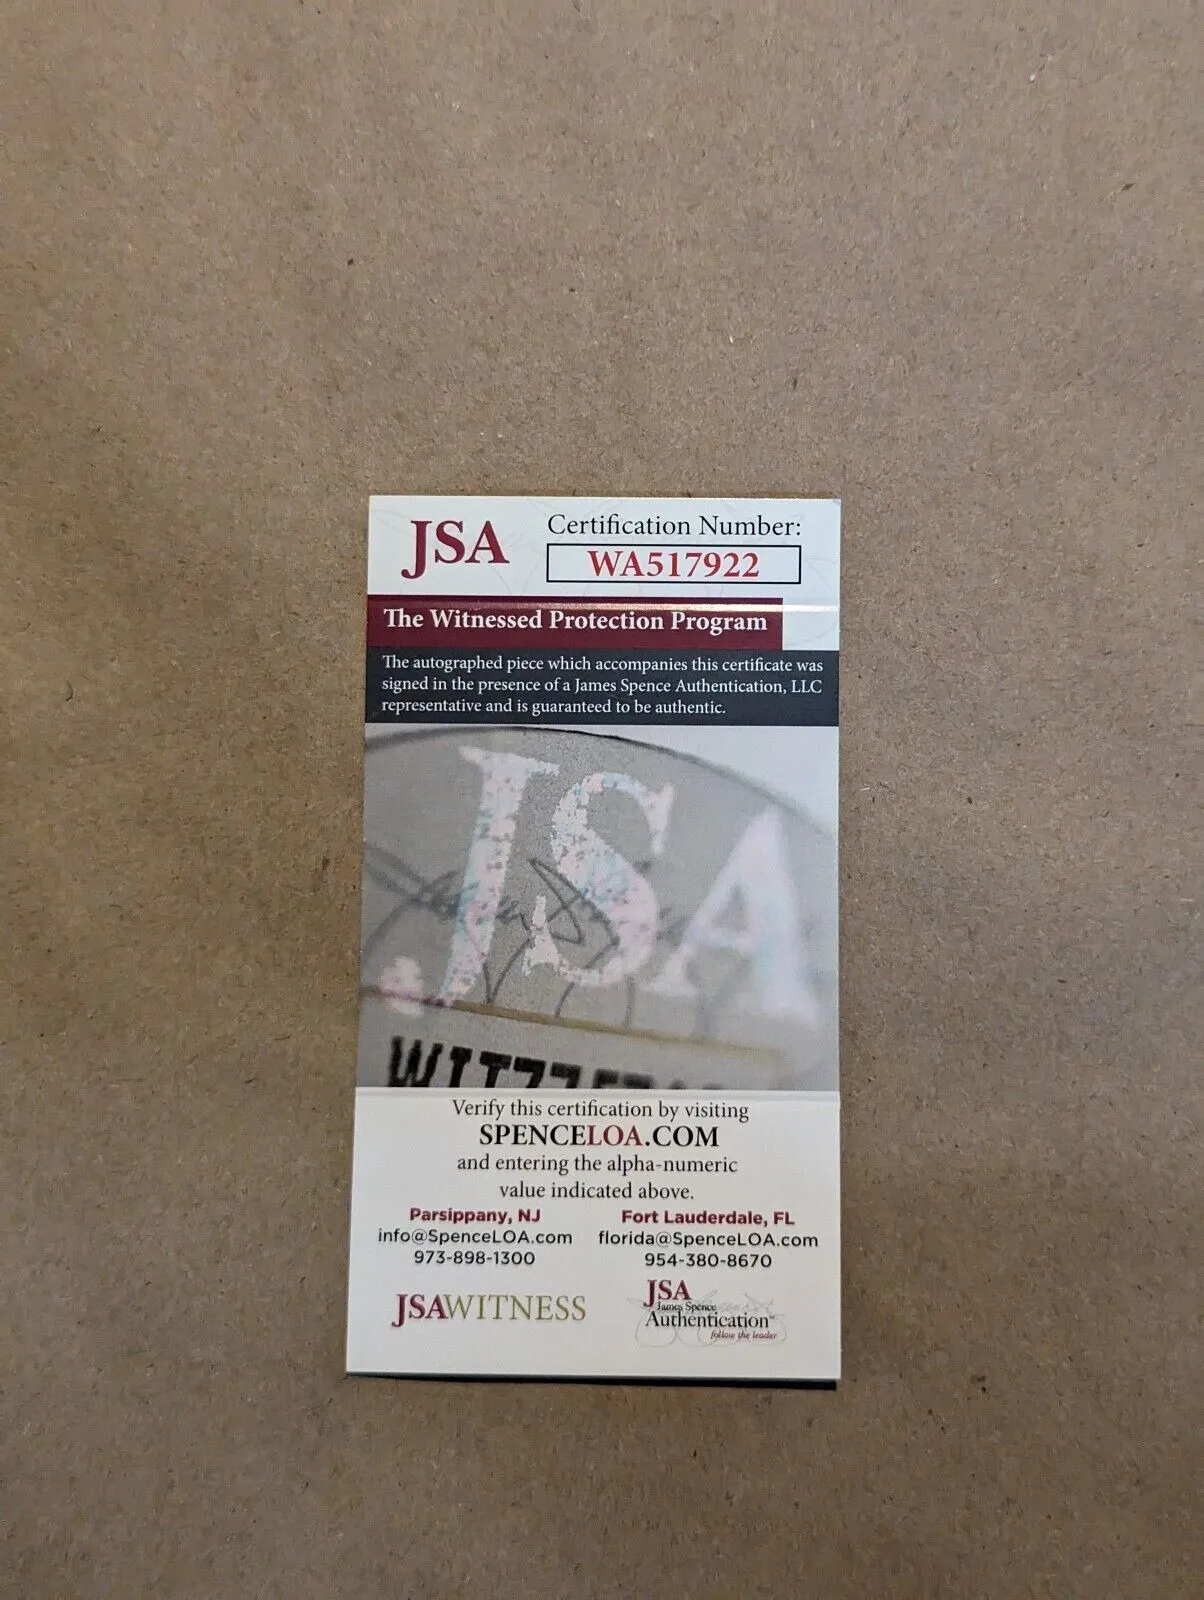 JSA
Certification Number:
WA517922
The Witnessed Protection Program
The autographed piece which accompanies this certificate was
signed in the presence of a James Spence Authentication, LLC
representative and is guaranteed to be authentic.
JSA
Verify this certification by visiting
SPENCELOA.COM
and entering the alpha-numeric
value indicated above.
Parsippany, NJ
info@SpenceLOA.com
973-898-1300
Fort Lauderdale, FL
florida@SpenceLOA.com
954-380-8670
JSAWITNESS
JSA
James Spence
Authentication™
follow the leader